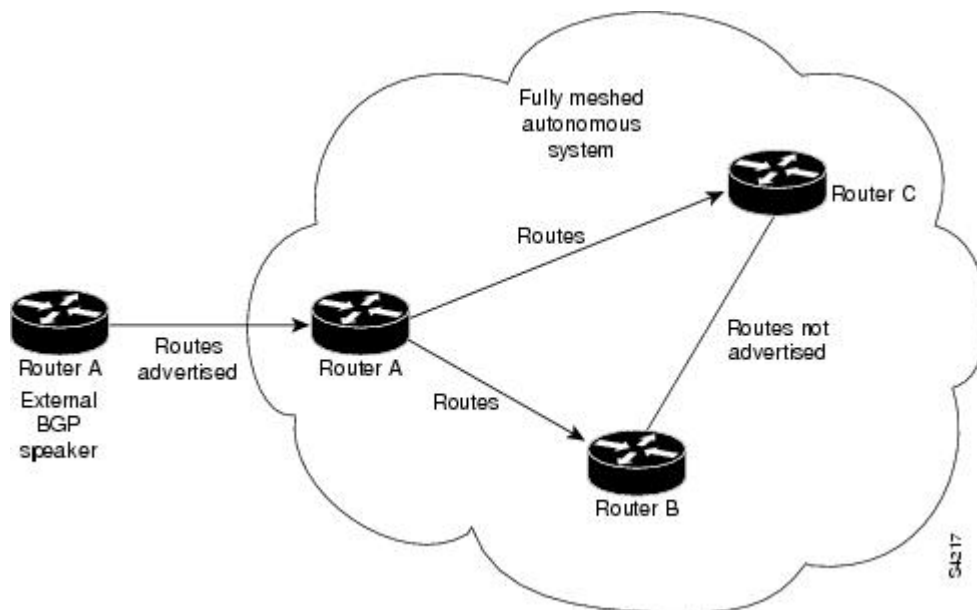 Fully meshed
autonomous
system
Router C
Routes
Routes not
advertised
Router A
External
BGP
speaker
Routes
advertised
Router A
Routes
Router B
S4217